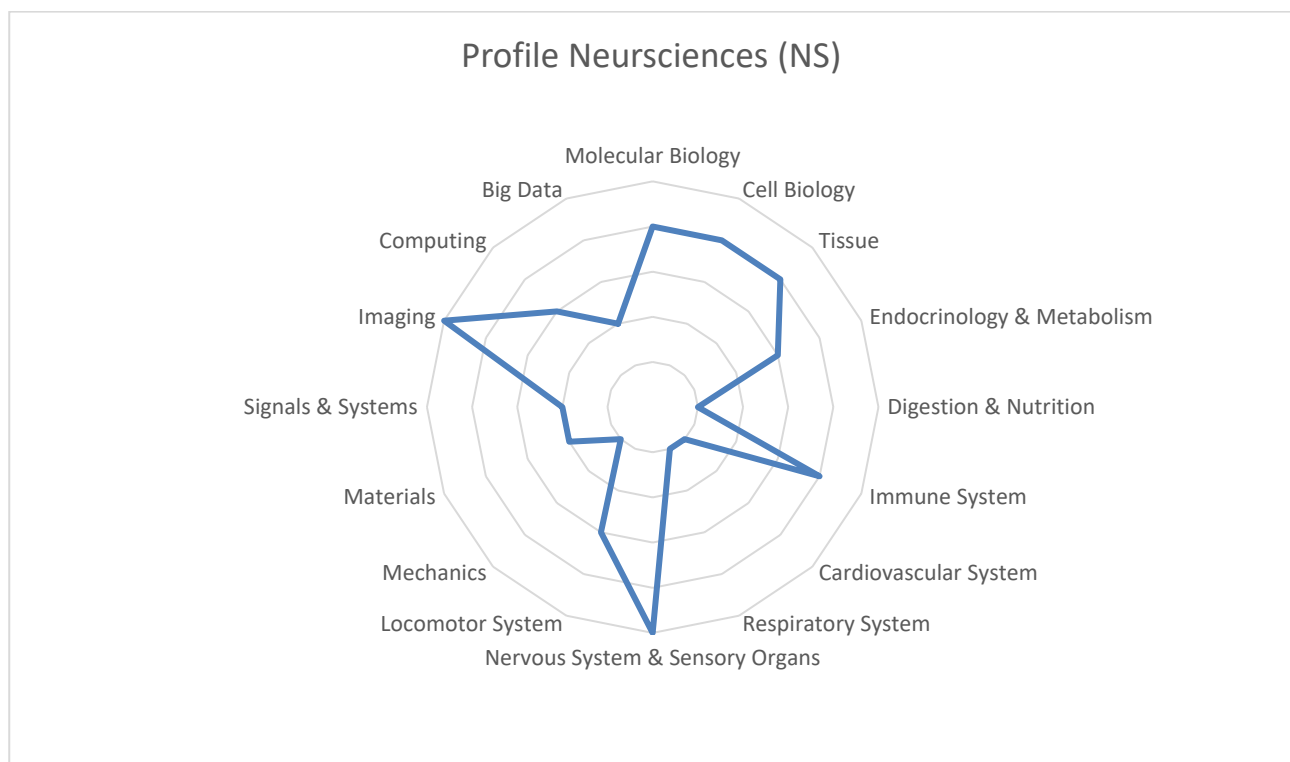 Profile Neursciences (NS)
Molecular Biology
Cell Biology
Tissue
Endocrinology & Metabolism
Digestion & Nutrition
Immune System
Cardiovascular System
Respiratory System
Nervous System & Sensory Organs
Locomotor System
Mechanics
Materials
Signals & Systems
Imaging
Computing
Big Data